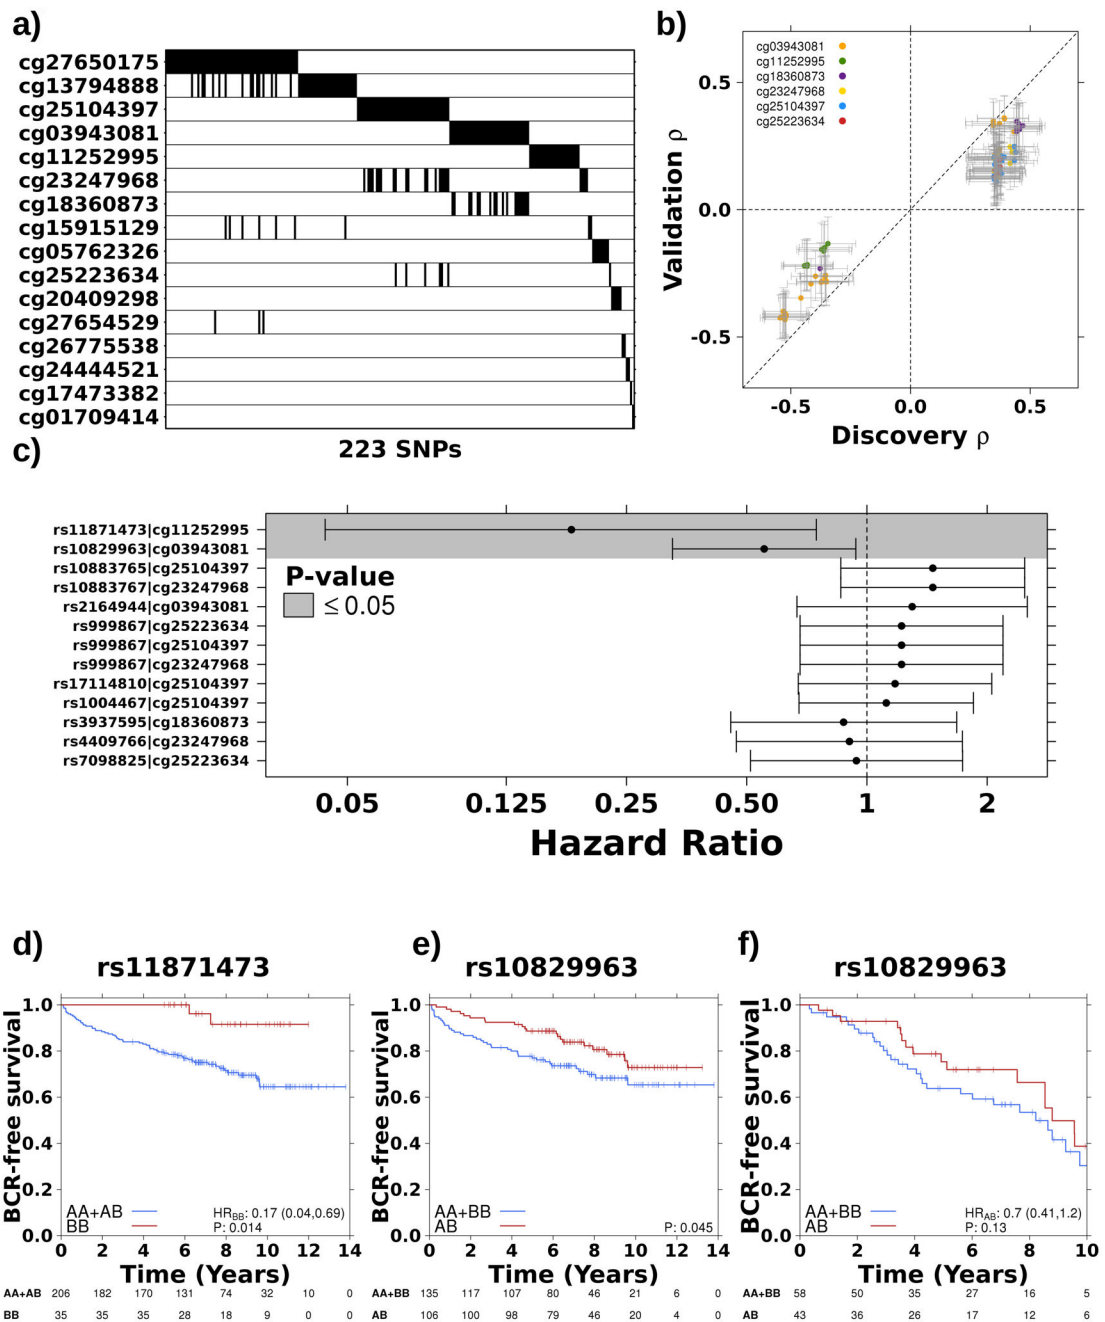 a)
cg27650175
cg13794888
cg25104397
cg03943081
cg11252995
cg23247968
cg18360873
cg15915129
cg05762326
cg25223634
cg20409298
cg27654529
cg26775538
cg24444521
cg17473382
cg01709414
223 SNPs
b)
cg03943081
cg11252995
cg18360873
cg23247968
cg25104397
cg25223634
Validation ρ
0.5
0.0
-0.5
-0.5 0.0 0.5
Discovery ρ
c)
rs11871473|cg11252995
rs10829963|cg03943081
rs10883765|cg25104397
rs10883767|cg23247968
rs2164944|cg03943081
rs999867|cg25223634
rs999867|cg25104397
rs999867|cg23247968
rs17114810|cg25104397
rs1004467|cg25104397
rs3937595|cg18360873
rs4409766|cg23247968
rs7098825|cg25223634
P-value
≤ 0.05
0.05 0.125 0.25 0.50 1 2
Hazard Ratio
d)
rs11871473
BCR-free survival
1.0
0.8
0.6
0.4
0.2
0.0
AA+AB
BB
HRBB: 0.17 (0.04,0.69)
P: 0.014
0 2 4 6 8 10 12 14
Time (Years)
AA+AB 206 182 170 131 74 32 10 0
BB 35 35 35 28 18 9 0 0
e)
rs10829963
BCR-free survival
1.0
0.8
0.6
0.4
0.2
0.0
AA+BB
AB
P: 0.045
0 2 4 6 8 10 12 14
Time (Years)
AA+BB 135 117 107 80 46 21 6 0
AB 106 100 98 79 46 20 4 0
f)
rs10829963
BCR-free survival
1.0
0.8
0.6
0.4
0.2
0.0
AA+BB
AB
HRAB: 0.7 (0.41,1.2)
P: 0.13
0 2 4 6 8 10
Time (Years)
AA+BB 58 50 35 27 16 5
AB 43 36 26 17 12 6